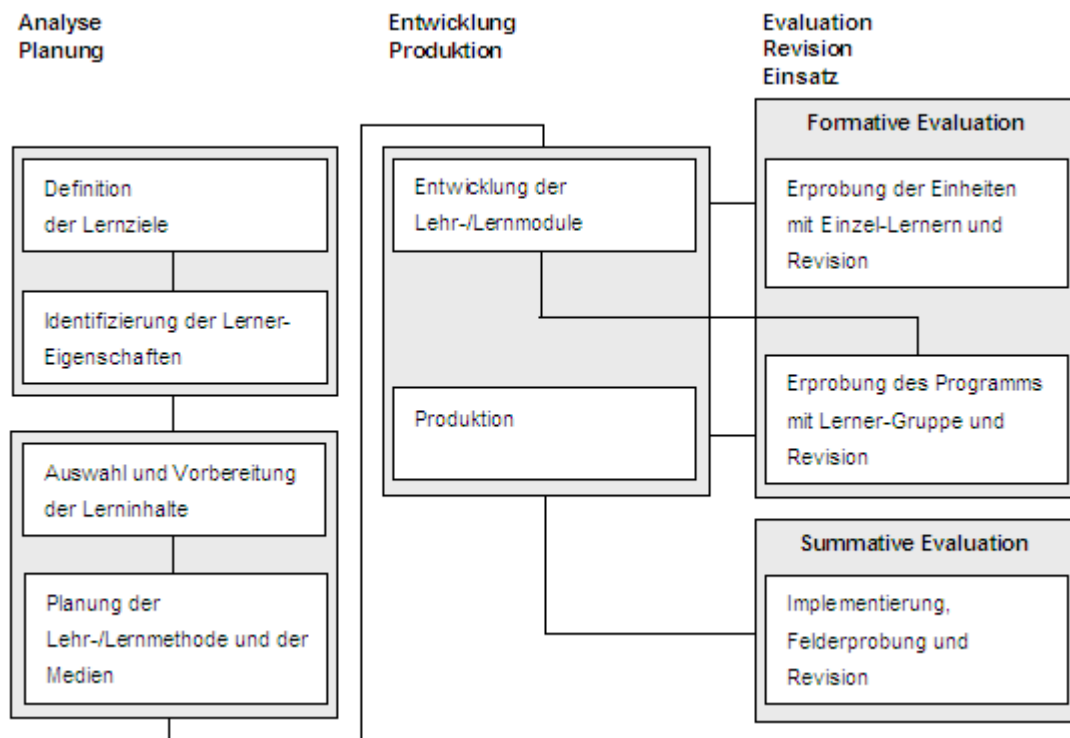 Analyse
Planung
Definition
der Lernziele
Identifizierung der Lerner-
Eigenschaften
Auswahl und Vorbereitung
der Lerninhalte
Planung der
Lehr-/Lernmethode und der
Medien
Entwicklung
Produktion
Entwicklung der
Lehr-/Lernmodule
Produktion
Evaluation
Revision
Einsatz
Formative Evaluation
Erprobung der Einheiten
mit Einzel-Lernern und
Revision
Erprobung des Programms
mit Lerner-Gruppe und
Revision
Summative Evaluation
Implementierung,
Felderprobung und
Revision